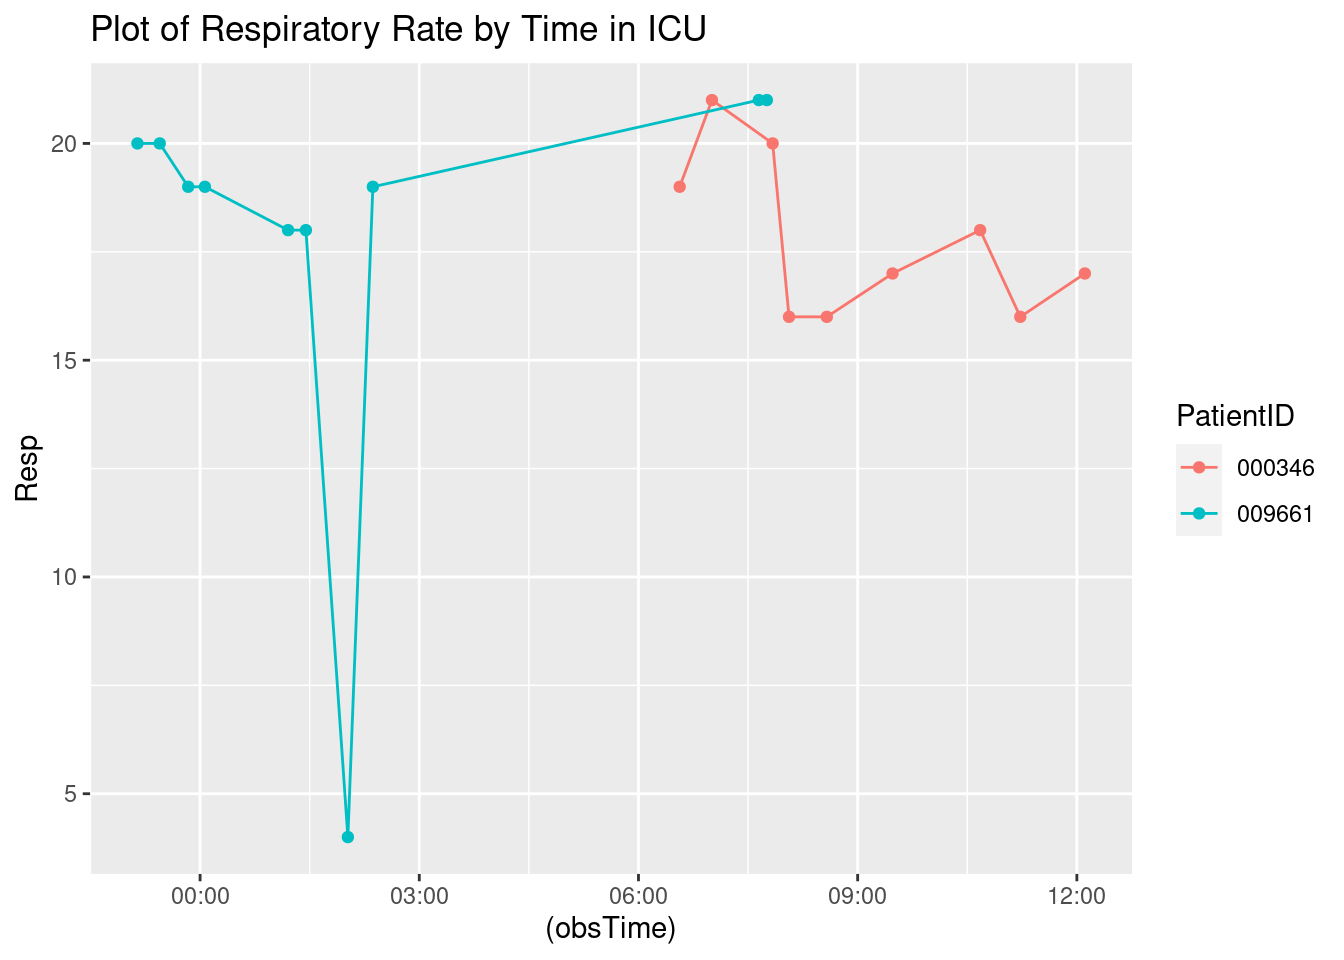 Plot of Respiratory Rate by Time in ICU
20
15
10
5
Resp
00:00 03:00 06:00 09:00 12:00
(obsTime)
PatientID
000346
009661